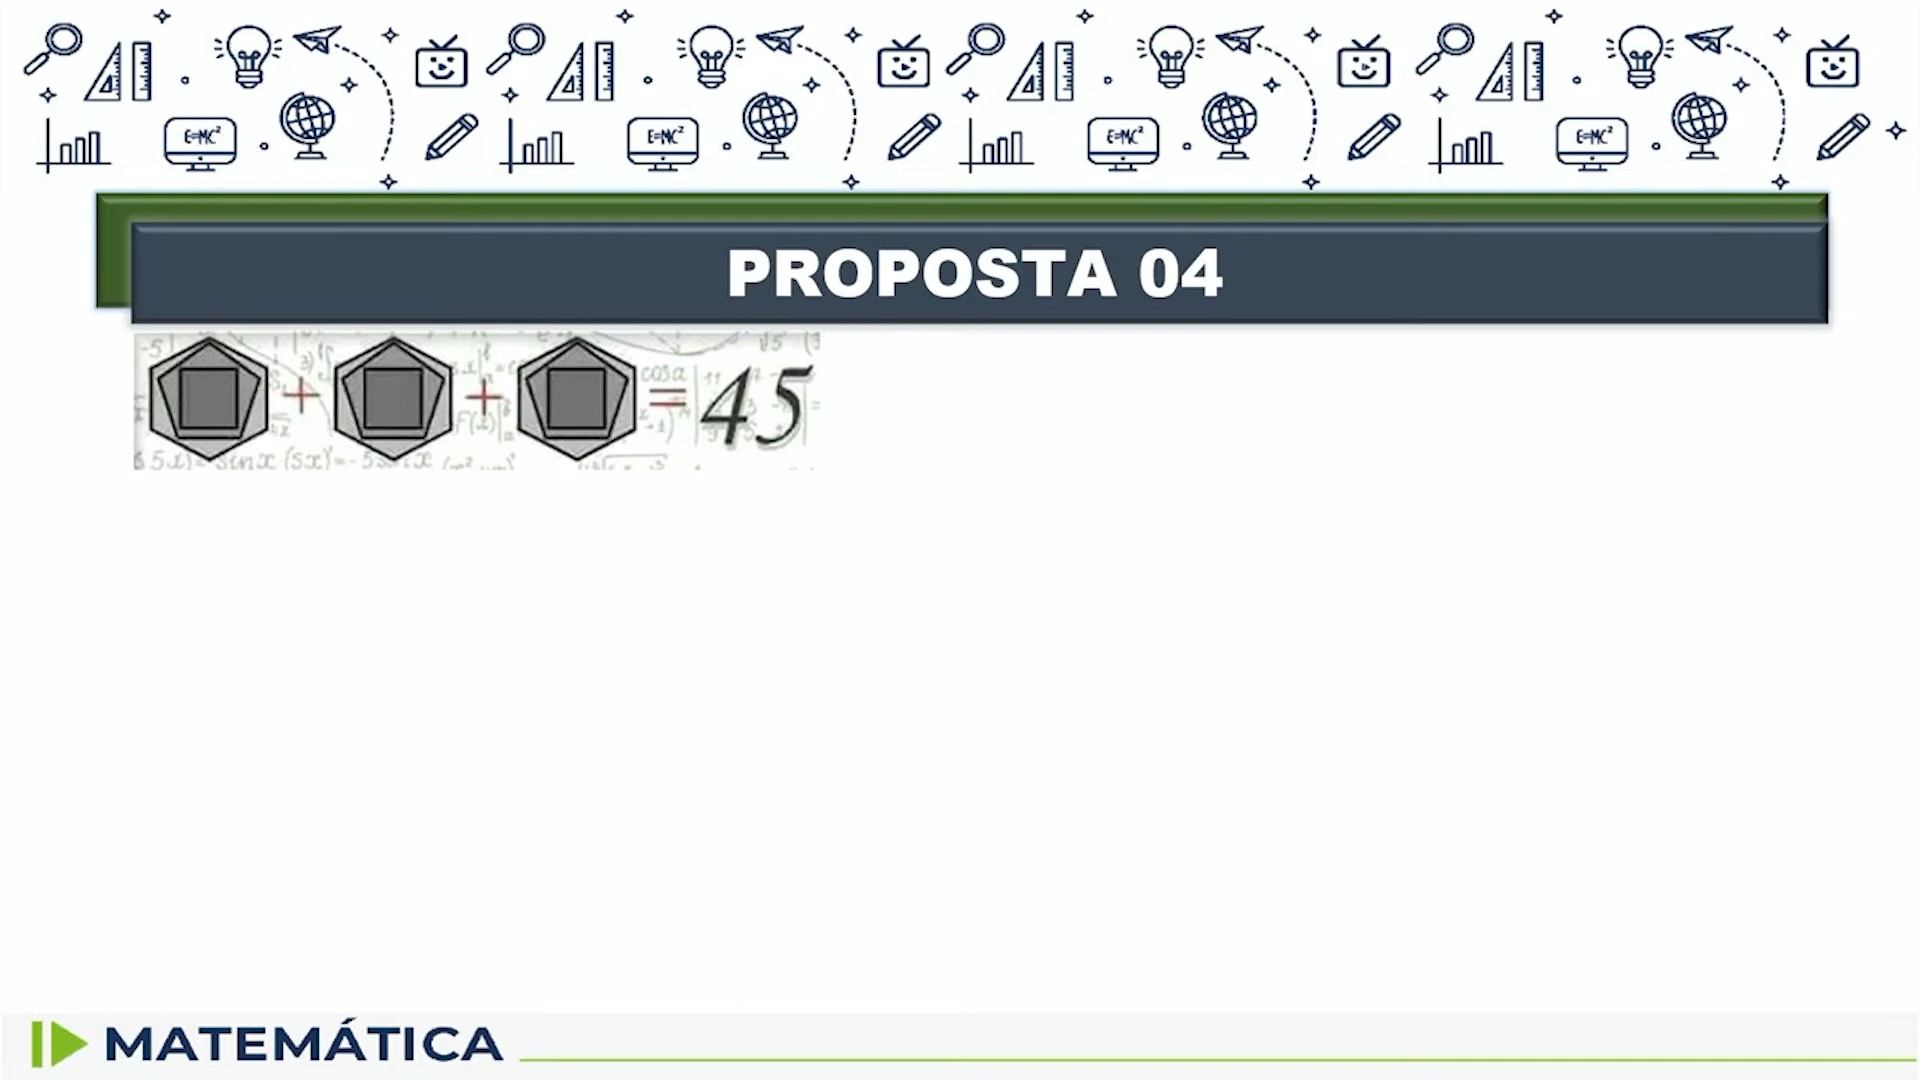 E=MC² E=MC² E=MC² E=MC²
PROPOSTA 04
+ + = 45
MATEMÁTICA